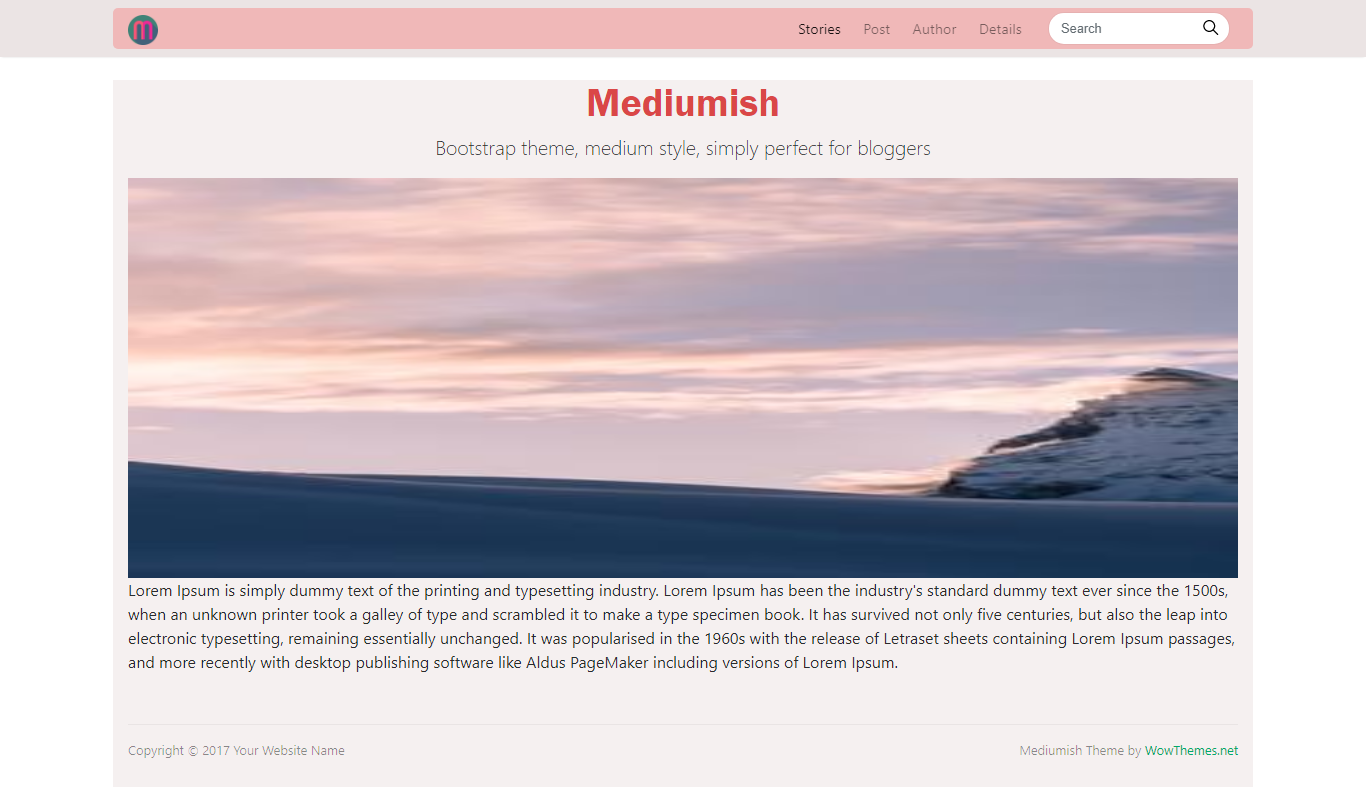 m
Stories Post Author Details Search
Mediumish
Bootstrap theme, medium style, simply perfect for bloggers
Lorem Ipsum is simply dummy text of the printing and typesetting industry. Lorem Ipsum has been the industry's standard dummy text ever since the 1500s,
when an unknown printer took a galley of type and scrambled it to make a type specimen book. It has survived not only five centuries, but also the leap into
electronic typesetting, remaining essentially unchanged. It was popularised in the 1960s with the release of Letraset sheets containing Lorem Ipsum passages,
and more recently with desktop publishing software like Aldus PageMaker including versions of Lorem Ipsum.
Copyright © 2017 Your Website Name
Mediumish Theme by WowThemes.net